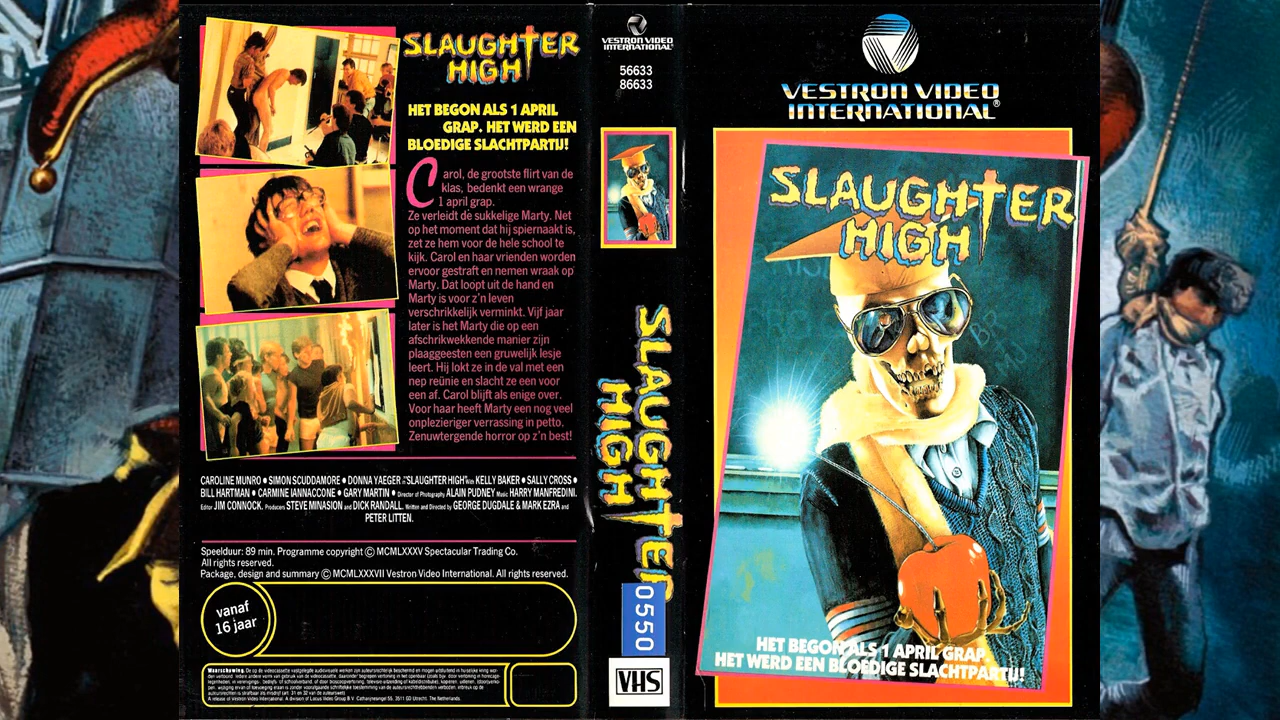 SLAUGHTER
HIGH
HET BEGON ALS 1 APRIL
GRAP. HET WERD EEN
BLOEDIGE SLACHTPARTIJ!
Carol, de grootste flirt van de
klas, bedenkt een wrange
1 april grap.
Ze verleidt de sukkelige Marty. Net
op het moment dat hij spiernaakt is,
zet ze hem voor de hele school te
kijk. Carol en haar vrienden worden
ervoor gestraft en nemen wraak op
Marty. Dat loopt uit de hand en
Marty is voor z'n leven
verschrikkelijk verminkt. Vijf jaar
later is het Marty die op een
afschrikwekkende manier zijn
plaaggeesten een gruwelijk lesje
leert. Hij lokt ze in de val met een
nep reünie en slacht ze een voor
een af. Carol blijft als enige over.
Voor haar heeft Marty een nog veel
onplezieriger verrassing in petto.
Zenuwtergende horror op z'n best!
CAROLINE MUNRO ● SIMON SCUDDAMORE ● DONNA YAEGER in "SLAUGHTER HIGH" with KELLY BAKER ● SALLY CROSS ●
BILL HARTMAN ● CARMINE IANNACCONE ● GARY MARTIN ● Director of Photography ALAIN PUDNEY Music HARRY MANFREDINI.
Editor JIM CONNOCK. Producers STEVE MINASION and DICK RANDALL. Written and Directed by GEORGE DUGDALE & MARK EZRA and
PETER LITTEN.
Speelduur: 89 min. Programme copyright © MCMLXXXV Spectacular Trading Co.
All rights reserved.
Package, design and summary © MCMLXXXVII Vestron Video International. All rights reserved.
vanaf
16 jaar
Waarschuwing.
VESTRON VIDEO
INTERNATIONAL®
56633
86633
SLAUGHTER
HIGH
0550
VHS
VESTRON VIDEO
INTERNATIONAL®
SLAUGHTER
HIGH
HET BEGON ALS 1 APRIL GRAP.
HET WERD EEN BLOEDIGE SLACHTPARTIJ!